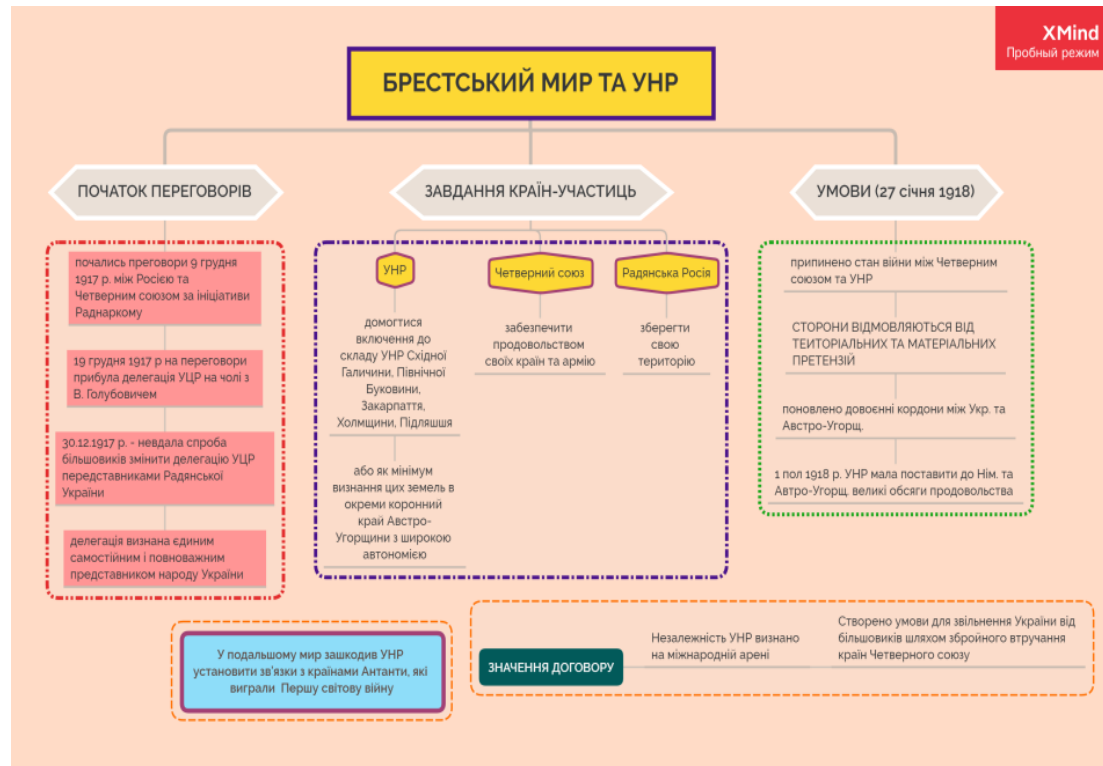 XMind
Пробный режим
БРЕСТСЬКИЙ МИР ТА УНР
ПОЧАТОК ПЕРЕГОВОРІВ
почались преговори 9 грудня
1917 р. між Росією та
Четверним союзом за ініціативи
Раднаркому
19 грудня 1917 р на переговори
прибула делегація УЦР на чолі з
В. Голубовичем
30.12.1917 р. - невдала спроба
більшовиків змінити делегацію УЦР
передставниками Радянської
України
делегація визнана єдиним
самостійним і повноважним
представником народу України
ЗАВДАННЯ КРАЇН-УЧАСТИЦЬ
УНР
домогтися
включення до
складу УНР Східної
Галичини, Північної
Буковини,
Закарпаття,
Холмщини, Підляшшя
або як мінімум
визнання цих земель в
окреми коронний
край Австро-
Угорщини з широкою
автономією
Четверний союз
забезпечити
продовольством
своїх країн та армію
Радянська Росія
зберегти
свою
територію
УМОВИ (27 січня 1918)
припинено стан війни між Четверним
союзом та УНР
СТОРОНИ ВІДМОВЛЯЮТЬСЯ ВІД
ТЕИТОРІАЛЬНИХ ТА МАТЕРІАЛЬНИХ
ПРЕТЕНЗІЙ
поновлено довоєнні кордони між Укр. та
Австро-Угорщ.
1 пол 1918 р. УНР мала поставити до Нім. та
Автро-Угорщ. великі обсяги продовольства
У подальшому мир зашкодив УНР
установити зв'язки з країнами Антанти, які
виграли Першу світову війну
ЗНАЧЕННЯ ДОГОВОРУ
Незалежність УНР визнано
на міжнародній арені
Створено умови для звільнення України від
більшовиків шляхом збройного втручання
країн Четверного союзу